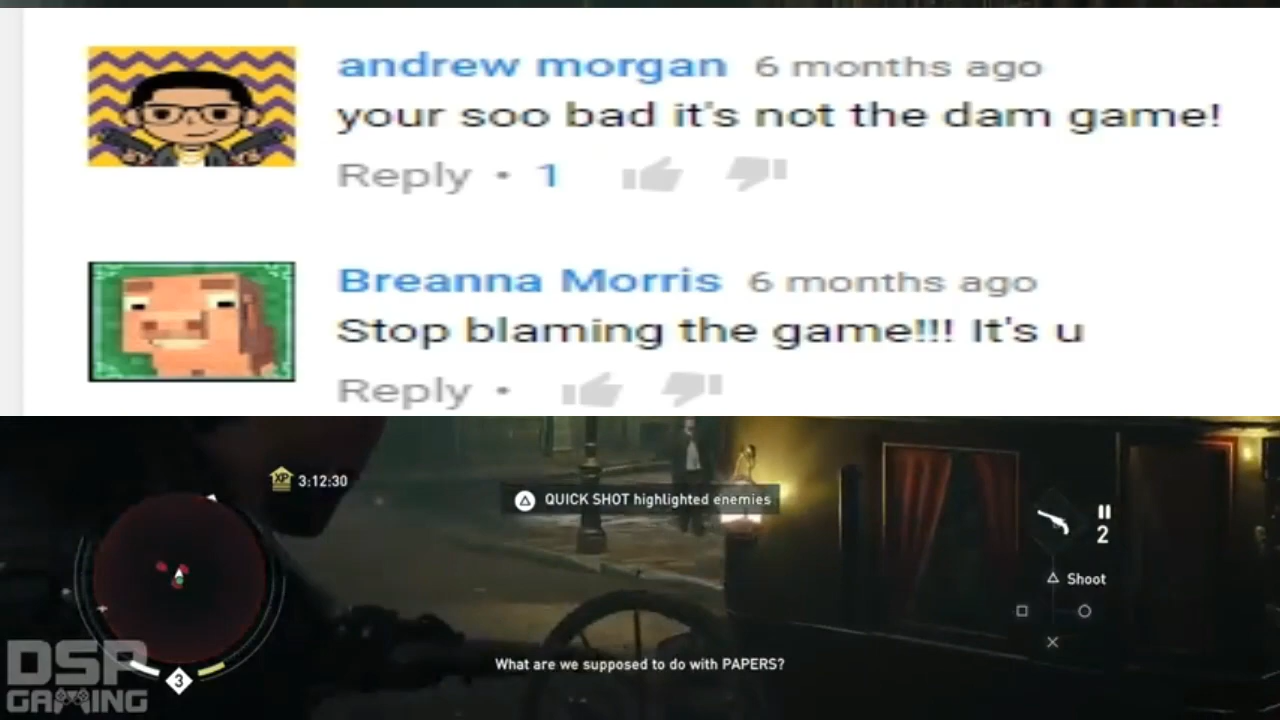 andrew morgan 6 months ago
your soo bad it's not the dam game!
Reply • 1
Breanna Morris 6 months ago
Stop blaming the game!!! It's u
Reply •
XP 3:12:30
QUICK SHOT highlighted enemies
2
Shoot
What are we supposed to do with PAPERS?
3
DSP
GAMING